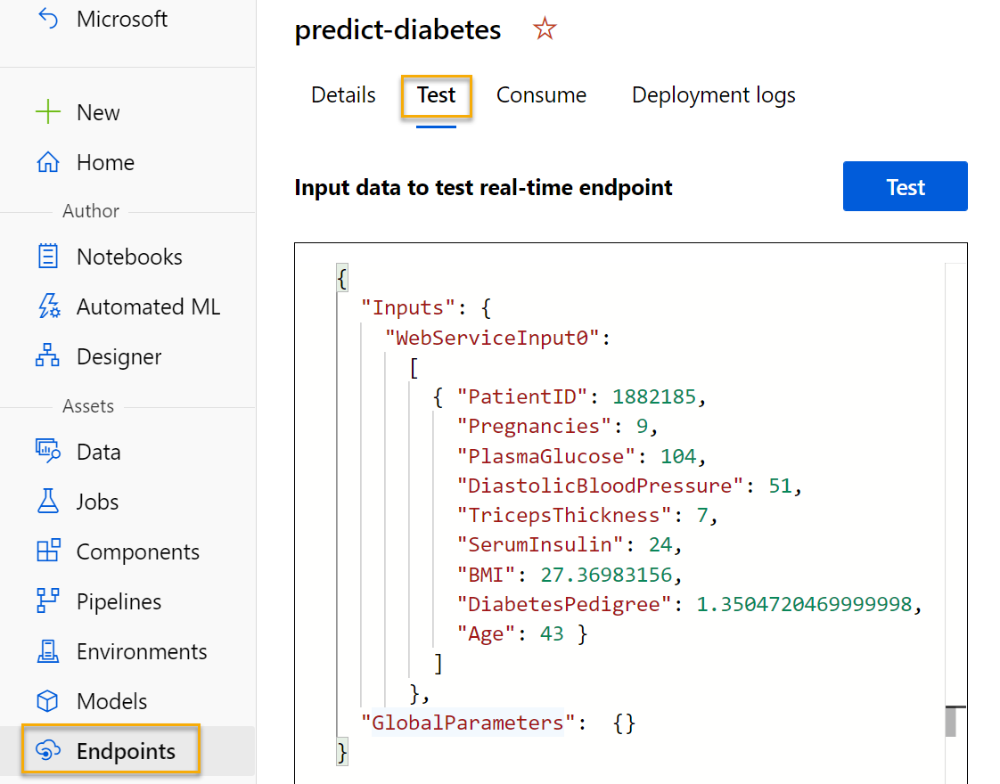 Microsoft
New
Home
Author
Notebooks
Automated ML
Designer
Assets
Data
Jobs
Components
Pipelines
Environments
Models
Endpoints
predict-diabetes
Details Test Consume Deployment logs
Input data to test real-time endpoint Test
{
"Inputs": {
"WebServiceInput0":
[
{ "PatientID": 1882185,
"Pregnancies": 9,
"PlasmaGlucose": 104,
"DiastolicBloodPressure": 51,
"TricepsThickness": 7,
"SerumInsulin": 24,
"BMI": 27.36983156,
"DiabetesPedigree": 1.3504720469999998,
"Age": 43 }
]
},
"GlobalParameters": {}
}